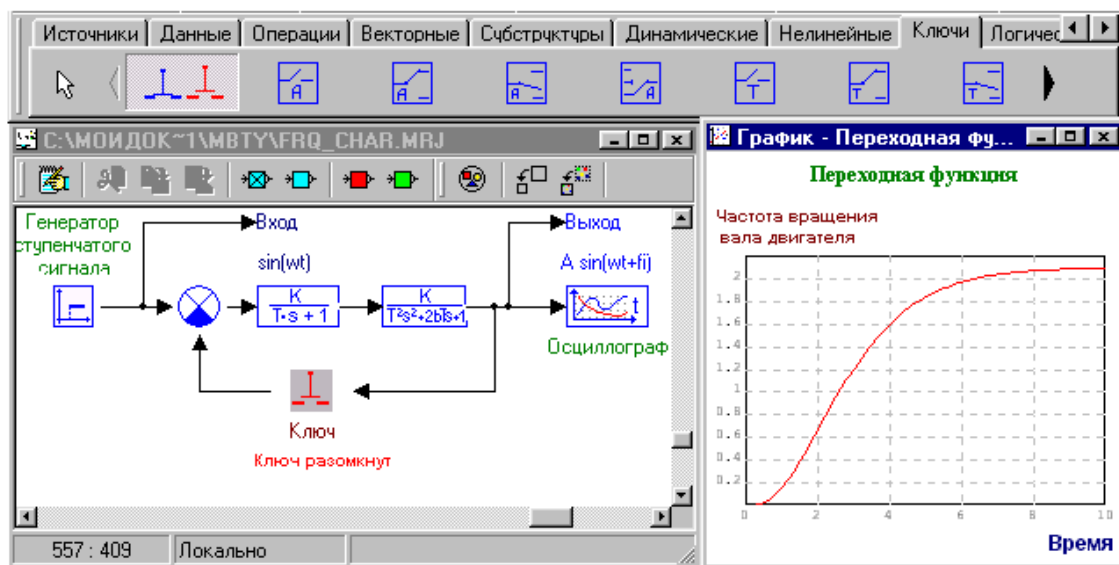 Источники Данные Операции Векторные Субструктуры Динамические Нелинейные Ключи Логичес
A A A A T T T
C:\МОИДОК~1\MBTY\FRQ_CHAR.MRJ
График - Переходная фу...
Переходная функция
Частота вращения
вала двигателя
Генератор
ступенчатого
сигнала
Вход
Выход
sin(wt)
A sin(wt+fi)
K
T·s + 1
K
T²s²+2bTs+1
t
Осциллограф
Ключ
Ключ разомкнут
2
1.8
1.6
1.4
1.2
1
0.8
0.6
0.4
0.2
0 2 4 6 8 10
Время
557 : 409 Локально